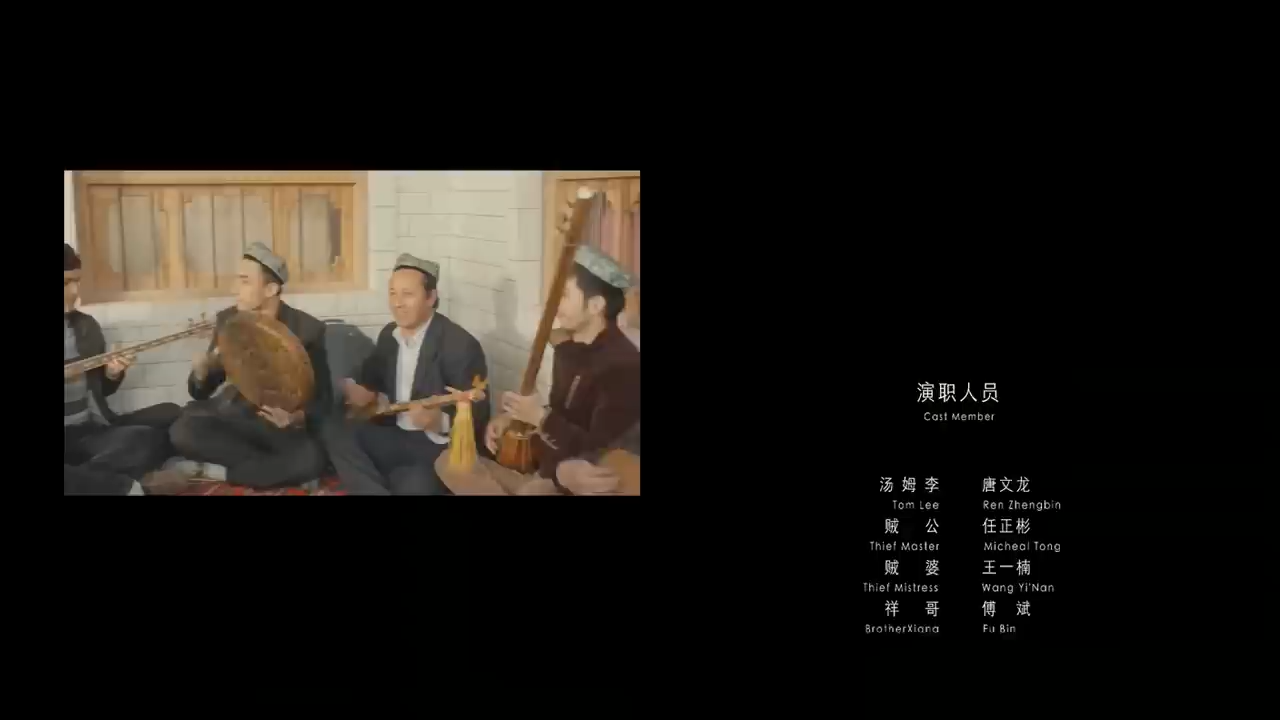 演职人员
Cast Member
汤姆李 唐文龙
Tom Lee Ren Zhengbin
贼公 任正彬
Thief Master Micheal Tong
贼婆 王一楠
Thief Mistress Wang Yi'Nan
祥哥 傅斌
BrotherXiang Fu Bin